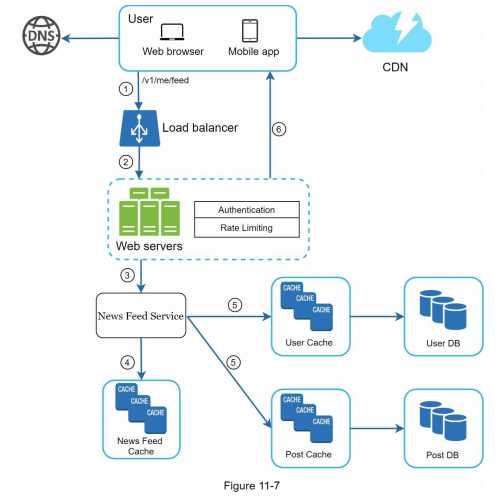 User
DNS
Web browser
Mobile app
CDN
/v1/me/feed
1
Load balancer
6
2
Authentication
Rate Limiting
Web servers
3
News Feed Service
5
CACHE
CACHE
CACHE
User Cache
User DB
4
5
CACHE
CACHE
CACHE
News Feed
Cache
CACHE
CACHE
CACHE
Post Cache
Post DB
Figure 11-7